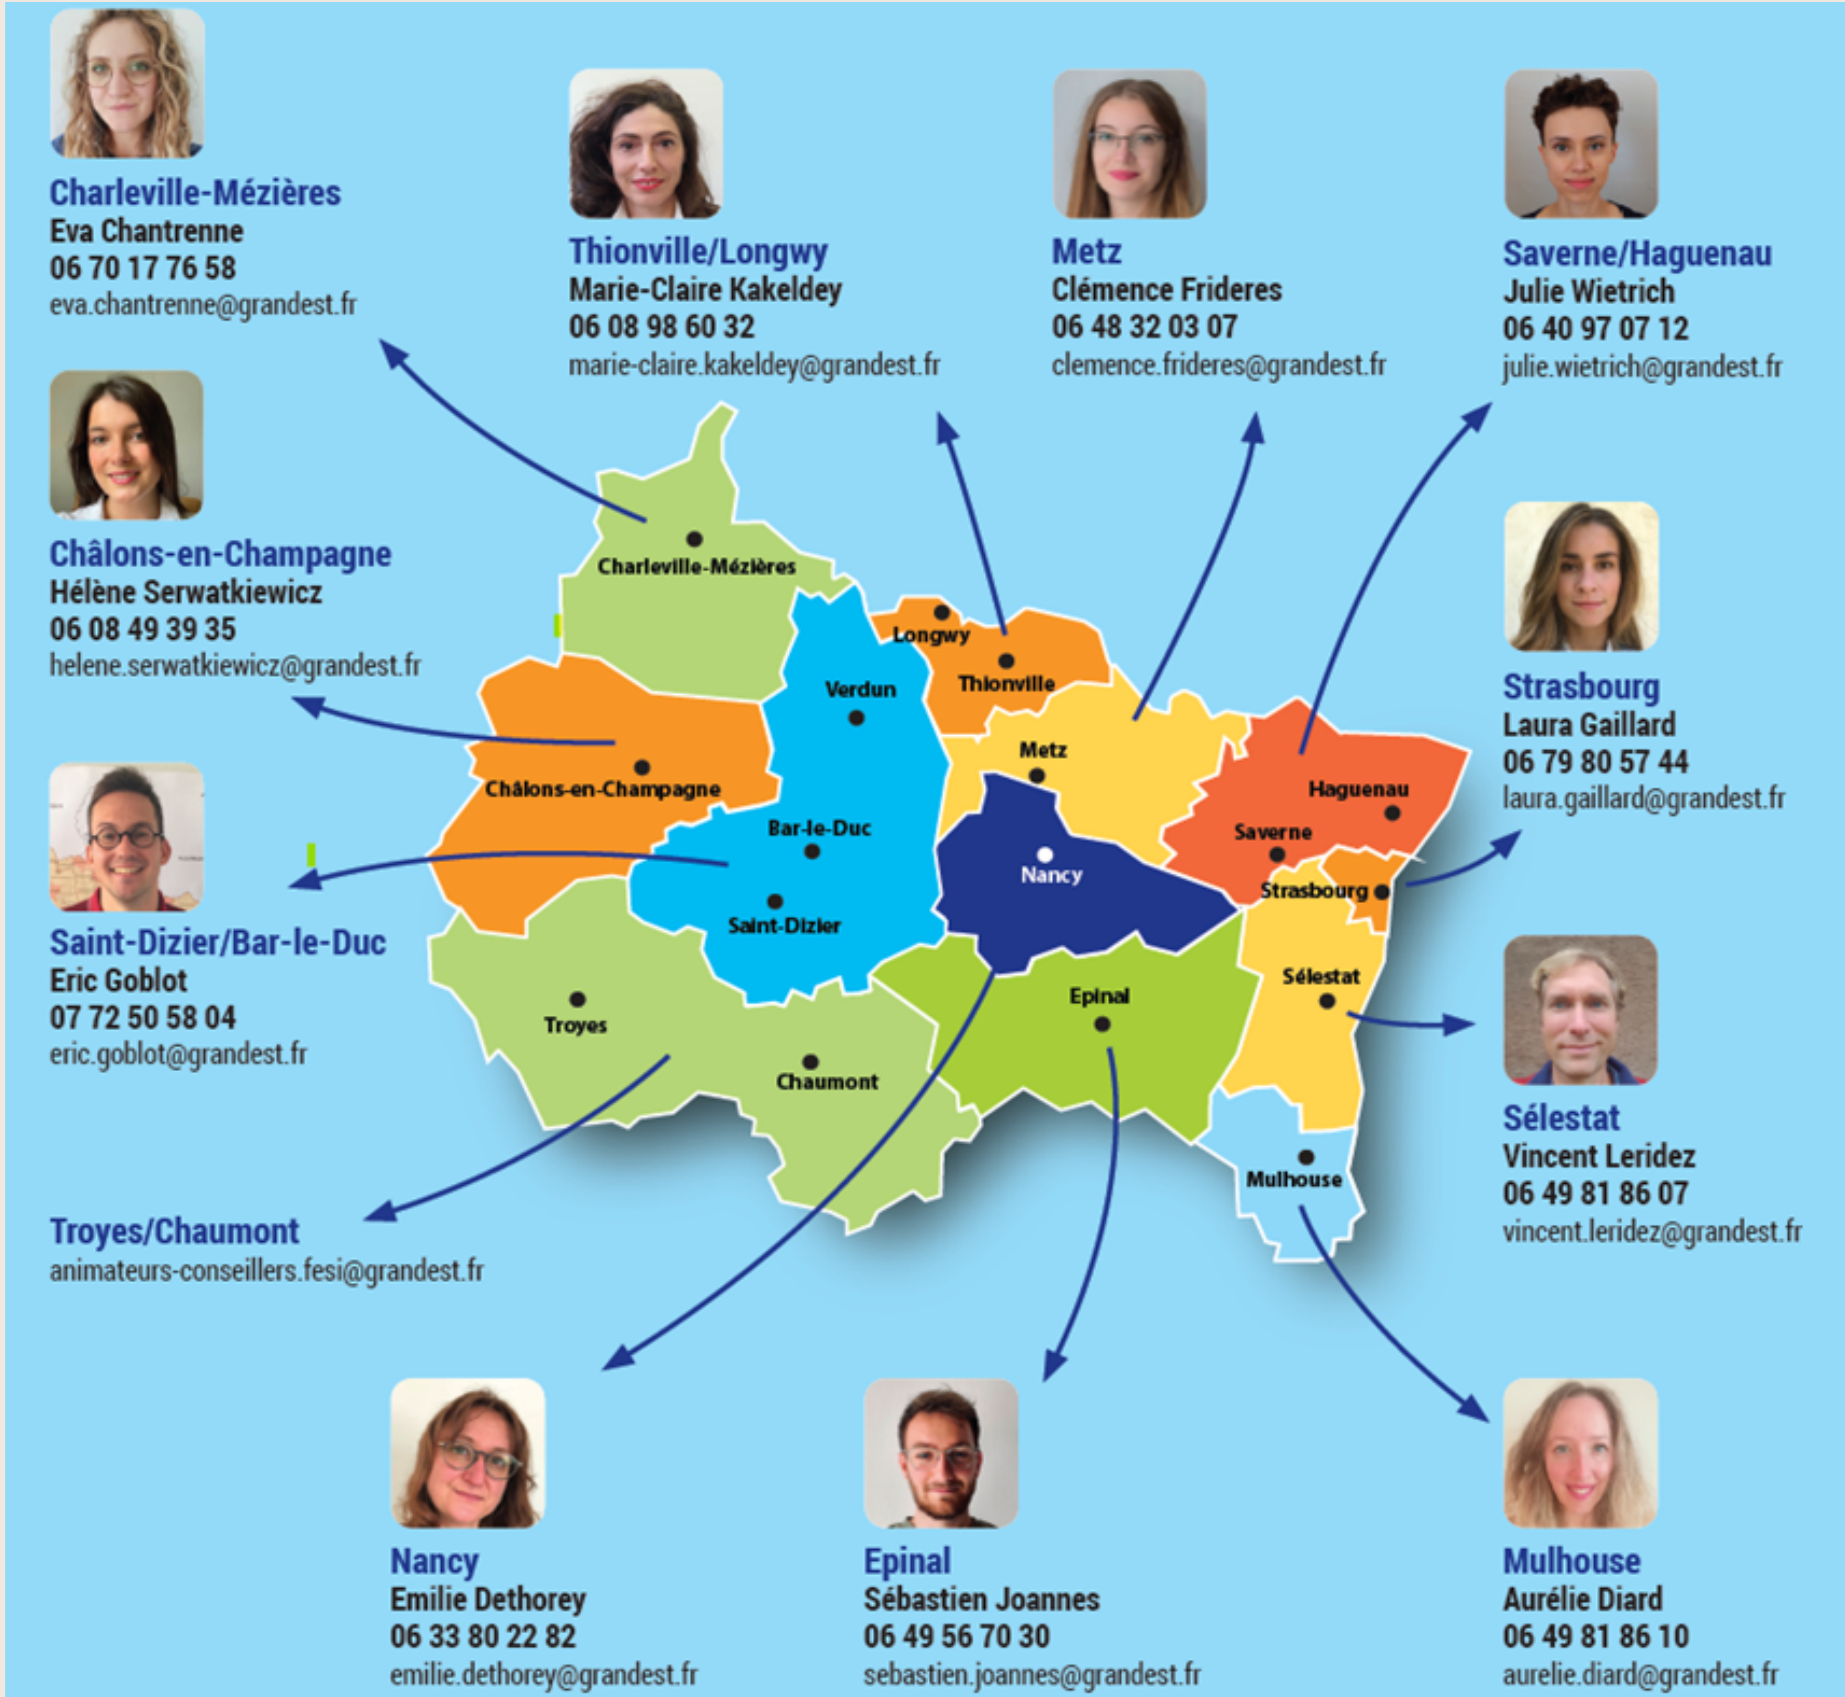 Charleville-Mézières
Eva Chantrenne
06 70 17 76 58
eva.chantrenne@grandest.fr
Thionville/Longwy
Marie-Claire Kakeldey
06 08 98 60 32
marie-claire.kakeldey@grandest.fr
Metz
Clémence Frideres
06 48 32 03 07
clemence.frideres@grandest.fr
Saverne/Haguenau
Julie Wietrich
06 40 97 07 12
julie.wietrich@grandest.fr
Châlons-en-Champagne
Hélène Serwatkiewicz
06 08 49 39 35
helene.serwatkiewicz@grandest.fr
Strasbourg
Laura Gaillard
06 79 80 57 44
laura.gaillard@grandest.fr
Saint-Dizier/Bar-le-Duc
Eric Goblot
07 72 50 58 04
eric.goblot@grandest.fr
Sélestat
Vincent Leridez
06 49 81 86 07
vincent.leridez@grandest.fr
Troyes/Chaumont
animateurs-conseillers.fesi@grandest.fr
Charleville-Mézières
Longwy
Thionville
Verdun
Metz
Châlons-en-Champagne
Haguenau
Bar-le-Duc
Saverne
Nancy
Strasbourg
Saint-Dizier
Sélestat
Epinal
Troyes
Chaumont
Mulhouse
Nancy
Emilie Dethorey
06 33 80 22 82
emilie.dethorey@grandest.fr
Epinal
Sébastien Joannes
06 49 56 70 30
sebastien.joannes@grandest.fr
Mulhouse
Aurélie Diard
06 49 81 86 10
aurelie.diard@grandest.fr